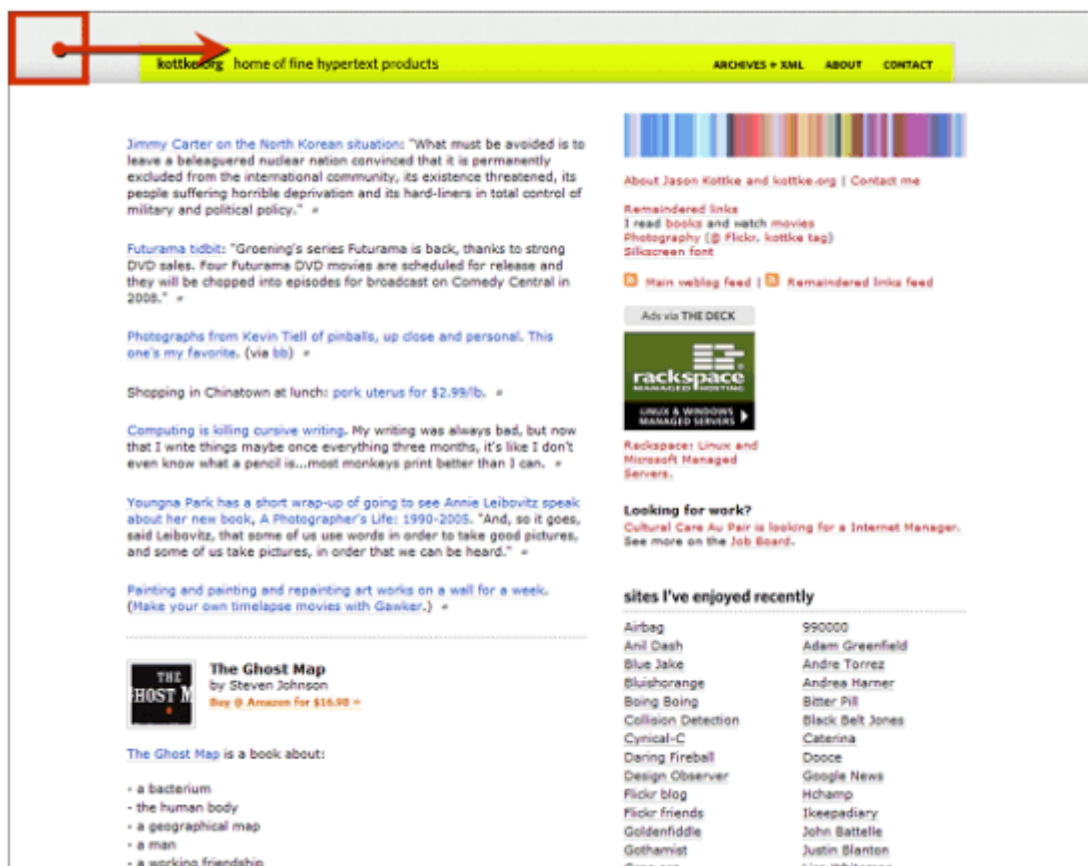 kottke.org home of fine hypertext products
ARCHIVES + XML ABOUT CONTACT
Jimmy Carter on the North Korean situation: "What must be avoided is to
leave a beleaguered nuclear nation convinced that it is permanently
excluded from the international community, its existence threatened, its
people suffering horrible deprivation and its hard-liners in total control of
military and political policy." #
Futurama tidbit: "Groening's series Futurama is back, thanks to strong
DVD sales. Four Futurama DVD movies are scheduled for release and
they will be chopped into episodes for broadcast on Comedy Central in
2008." #
Photographs from Kevin Tiell of pinballs, up close and personal. This
one's my favorite. (via bb) #
Shopping in Chinatown at lunch: pork uterus for $2.99/lb. #
Computing is killing cursive writing. My writing was always bad, but now
that I write things maybe once everything three months, it's like I don't
even know what a pencil is...most monkeys print better than I can. #
Youngna Park has a short wrap-up of going to see Annie Leibovitz speak
about her new book, A Photographer's Life: 1990-2005. "And, so it goes,
said Leibovitz, that some of us use words in order to take good pictures,
and some of us take pictures, in order that we can be heard." #
Painting and painting and repainting art works on a wall for a week.
(Make your own timelapse movies with Gawker.) #
THE
HOST M
The Ghost Map
by Steven Johnson
Buy @ Amazon for $16.98 »
The Ghost Map is a book about:
- a bacterium
- the human body
- a geographical map
- a man
- a working friendship
About Jason Kottke and kottke.org | Contact me
Remaindered links
I read books and watch movies
Photography (@ Flickr, kottke tag)
Silkscreen font
Main weblog feed | Remaindered links feed
Ads via THE DECK
rackspace
MANAGED HOSTING
LINUX & WINDOWS
MANAGED SERVERS
Rackspace: Linux and
Microsoft Managed
Servers.
Looking for work?
Cultural Care Au Pair is looking for a Internet Manager.
See more on the Job Board.
sites I've enjoyed recently
Airbag 990000
Anil Dash Adam Greenfield
Blue Jake Andre Torrez
Bluishorange Andrea Harner
Boing Boing Bitter Pill
Collision Detection Black Belt Jones
Cynical-C Caterina
Daring Fireball Dooce
Design Observer Google News
Flickr blog Hchamp
Flickr friends Ikeepadiary
Goldenfiddle John Battelle
Gothamist Justin Blanton